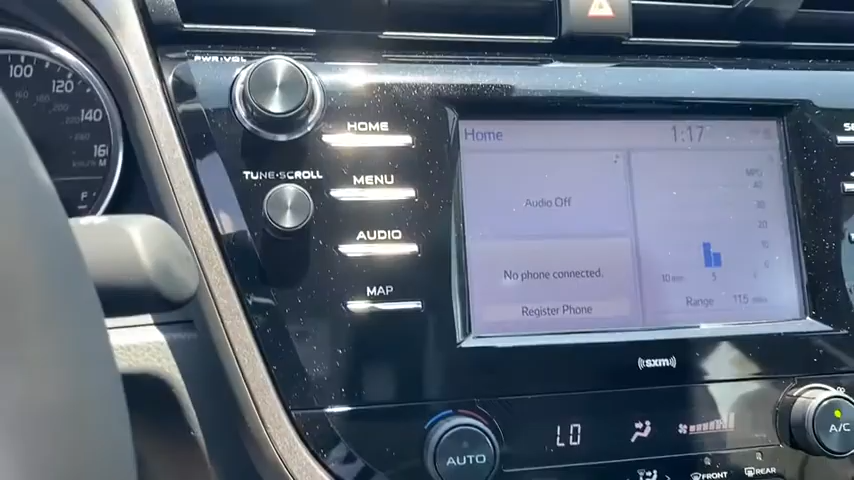 PWR·VOL
HOME
TUNE·SCROLL
MENU
AUDIO
MAP
100
120
140
160
F
Home
1:17
Audio Off
MPG
40
30
20
10
0
No phone connected.
Register Phone
10 min
5
Range
115 miles
((sxm))
AUTO
LO
A/C
FRONT
REAR